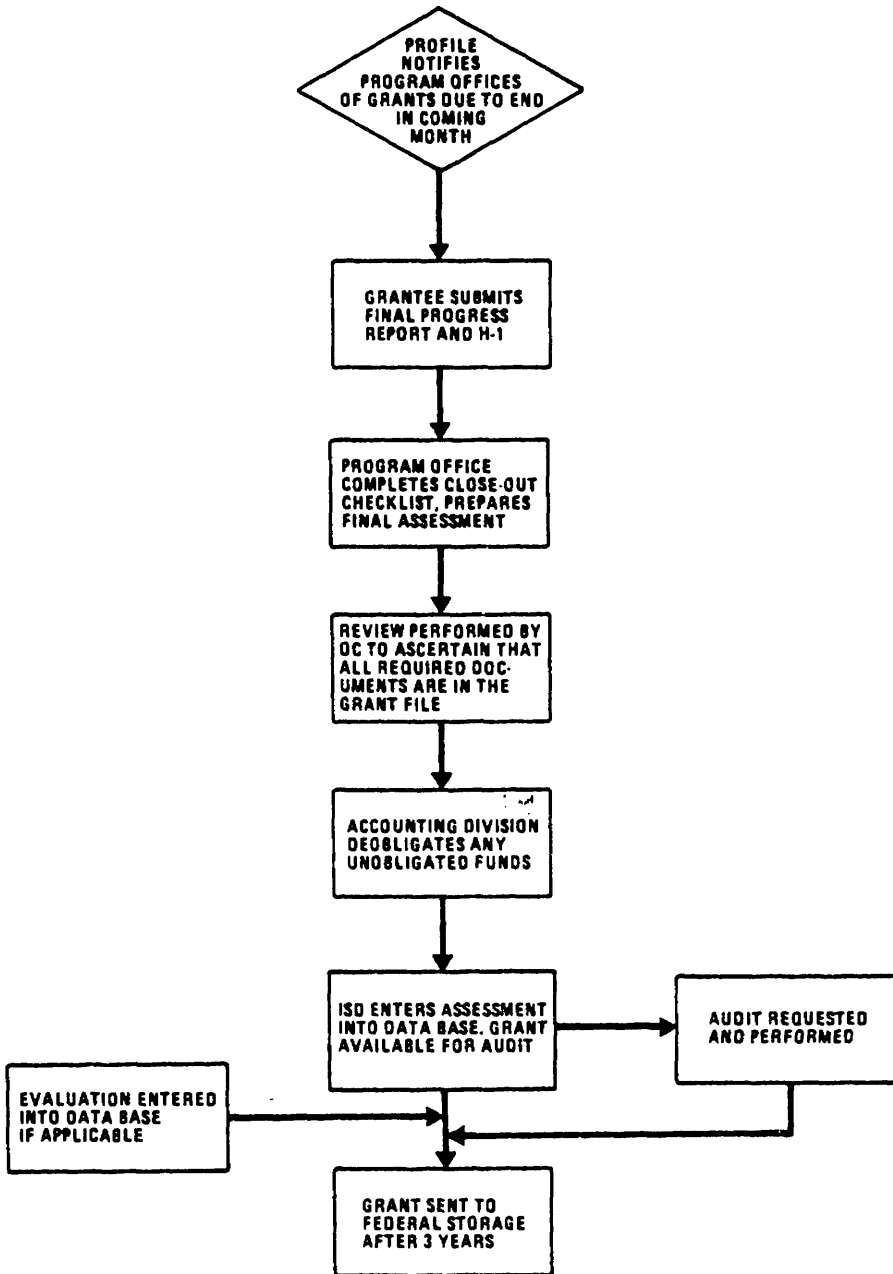 PROFILE
NOTIFIES
PROGRAM OFFICES
OF GRANTS DUE TO END
IN COMING
MONTH
GRANTEE SUBMITS
FINAL PROGRESS
REPORT AND H-1
PROGRAM OFFICE
COMPLETES CLOSE-OUT
CHECKLIST, PREPARES
FINAL ASSESSMENT
REVIEW PERFORMED BY
OC TO ASCERTAIN THAT
ALL REQUIRED DOC-
UMENTS ARE IN THE
GRANT FILE
ACCOUNTING DIVISION
DEOBLIGATES ANY
UNOBLIGATED FUNDS
ISD ENTERS ASSESSMENT
INTO DATA BASE. GRANT
AVAILABLE FOR AUDIT
AUDIT REQUESTED
AND PERFORMED
EVALUATION ENTERED
INTO DATA BASE
IF APPLICABLE
GRANT SENT TO
FEDERAL STORAGE
AFTER 3 YEARS